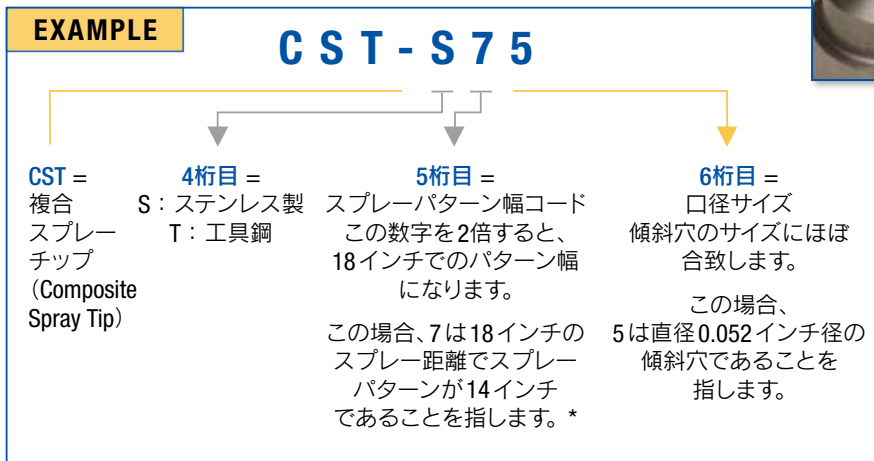 EXAMPLE
CST-S75
CST =
複合
スプレー
チップ
（Composite
Spray Tip）
4桁目 =
S：ステンレス製
T：工具鋼
5桁目 =
スプレーパターン幅コード
この数字を2倍すると、
18インチでのパターン幅
になります。
この場合、7は18インチの
スプレー距離でスプレー
パターンが14インチ
であることを指します。*
6桁目 =
口径サイズ
傾斜穴のサイズにほぼ
合致します。
この場合、
5は直径0.052インチ径の
傾斜穴であることを
指します。